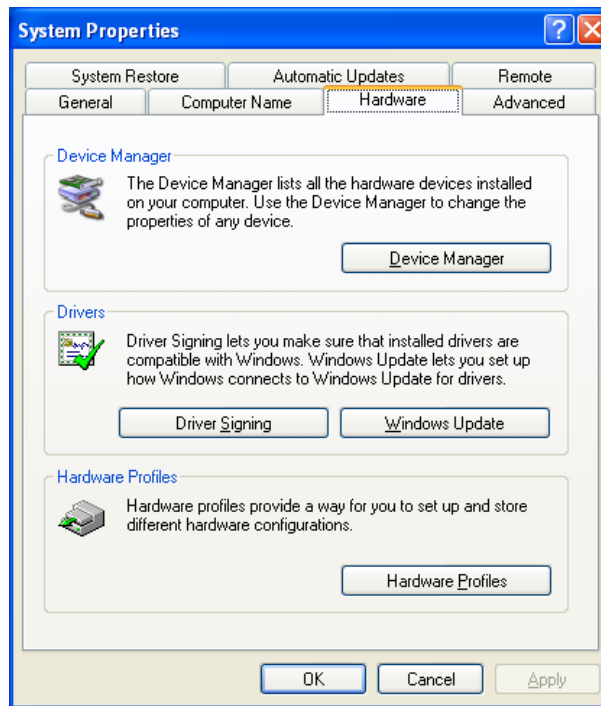 System Properties
System Restore Automatic Updates Remote
General Computer Name Hardware Advanced
Device Manager
The Device Manager lists all the hardware devices installed
on your computer. Use the Device Manager to change the
properties of any device.
Device Manager
Drivers
Driver Signing lets you make sure that installed drivers are
compatible with Windows. Windows Update lets you set up
how Windows connects to Windows Update for drivers.
Driver Signing Windows Update
Hardware Profiles
Hardware profiles provide a way for you to set up and store
different hardware configurations.
Hardware Profiles
OK Cancel Apply